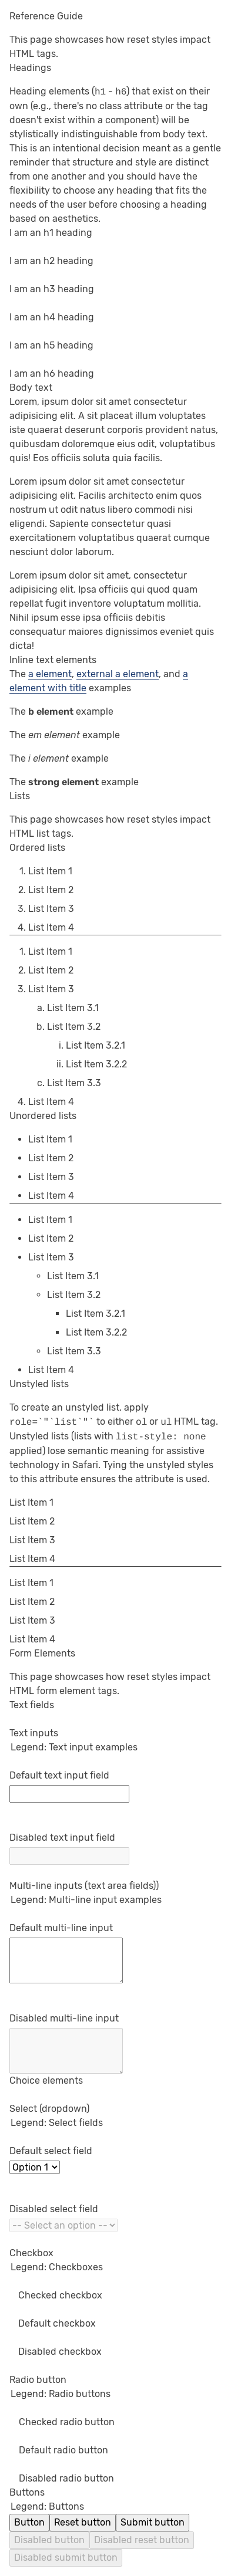 Reference Guide
This page showcases how reset styles impact
HTML tags.
Headings
Heading elements (h1 - h6) that exist on their
own (e.g., there's no class attribute or the tag
doesn't exist within a component) will be
stylistically indistinguishable from body text.
This is an intentional decision meant as a gentle
reminder that structure and style are distinct
from one another and you should have the
flexibility to choose any heading that fits the
needs of the user before choosing a heading
based on aesthetics.
I am an h1 heading
I am an h2 heading
I am an h3 heading
I am an h4 heading
I am an h5 heading
I am an h6 heading
Body text
Lorem, ipsum dolor sit amet consectetur
adipisicing elit. A sit placeat illum voluptates
iste quaerat deserunt corporis provident natus,
quibusdam doloremque eius odit, voluptatibus
quis! Eos officiis soluta quia facilis.
Lorem ipsum dolor sit amet consectetur
adipisicing elit. Facilis architecto enim quos
nostrum ut odit natus libero commodi nisi
eligendi. Sapiente consectetur quasi
exercitationem voluptatibus quaerat cumque
nesciunt dolor laborum.
Lorem ipsum dolor sit amet, consectetur
adipisicing elit. Ipsa officiis qui quod quam
repellat fugit inventore voluptatum mollitia.
Nihil ipsum esse ipsa officiis debitis
consequatur maiores dignissimos eveniet quis
dicta!
Inline text elements
The a element, external a element, and a
element with title examples
The b element example
The em element example
The i element example
The strong element example
Lists
This page showcases how reset styles impact
HTML list tags.
Ordered lists
1. List Item 1
2. List Item 2
3. List Item 3
4. List Item 4
1. List Item 1
2. List Item 2
3. List Item 3
a. List Item 3.1
b. List Item 3.2
i. List Item 3.2.1
ii. List Item 3.2.2
c. List Item 3.3
4. List Item 4
Unordered lists
• List Item 1
• List Item 2
• List Item 3
• List Item 4
• List Item 1
• List Item 2
• List Item 3
◦ List Item 3.1
◦ List Item 3.2
▪ List Item 3.2.1
▪ List Item 3.2.2
◦ List Item 3.3
• List Item 4
Unstyled lists
To create an unstyled list, apply
role=`"`list`"` to either ol or ul HTML tag.
Unstyled lists (lists with list-style: none
applied) lose semantic meaning for assistive
technology in Safari. Tying the unstyled styles
to this attribute ensures the attribute is used.
List Item 1
List Item 2
List Item 3
List Item 4
List Item 1
List Item 2
List Item 3
List Item 4
Form Elements
This page showcases how reset styles impact
HTML form element tags.
Text fields
Text inputs
Legend: Text input examples
Default text input field
Disabled text input field
Multi-line inputs (text area fields))
Legend: Multi-line input examples
Default multi-line input
Disabled multi-line input
Choice elements
Select (dropdown)
Legend: Select fields
Default select field
Option 1
Disabled select field
-- Select an option --
Checkbox
Legend: Checkboxes
Checked checkbox
Default checkbox
Disabled checkbox
Radio button
Legend: Radio buttons
Checked radio button
Default radio button
Disabled radio button
Buttons
Legend: Buttons
Button Reset button Submit button
Disabled button Disabled reset button
Disabled submit button